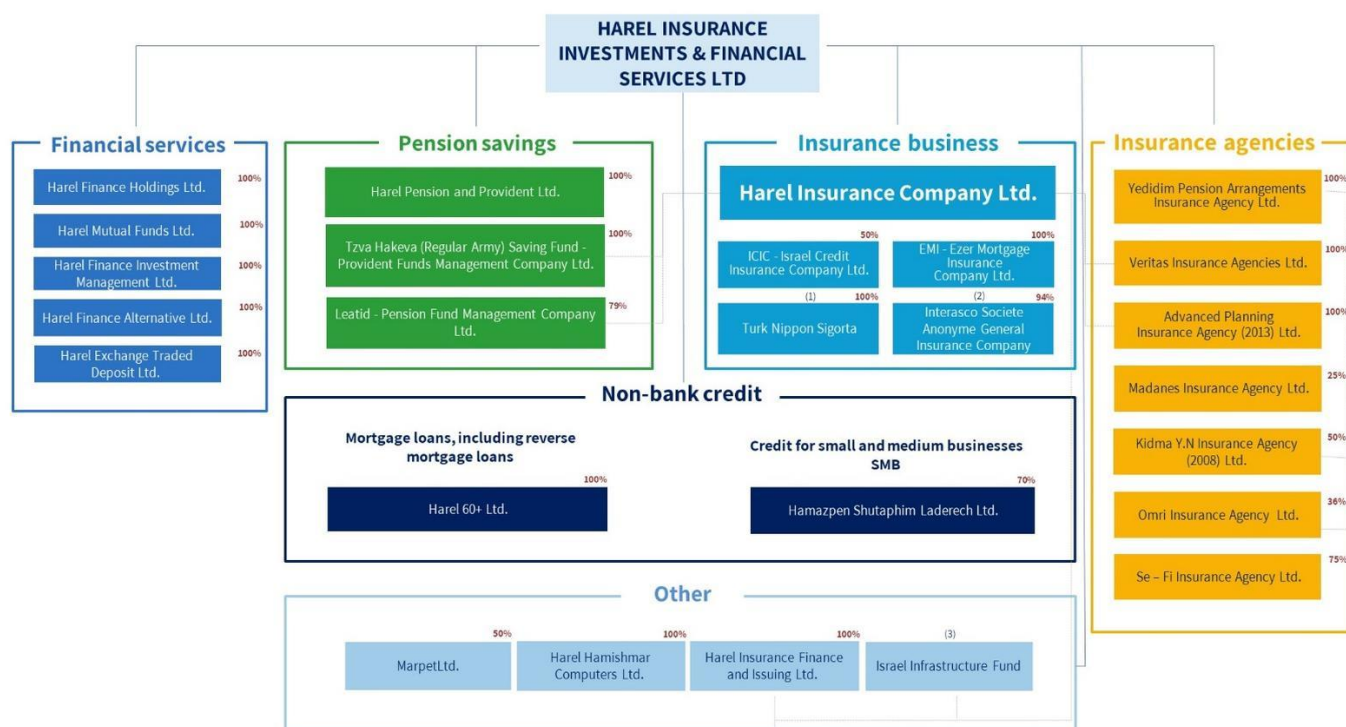 HAREL INSURANCE
INVESTMENTS & FINANCIAL
SERVICES LTD
Financial services
100%
Harel Finance Holdings Ltd.
100%
Harel Mutual Funds Ltd.
100%
Harel Finance Investment
Management Ltd.
100%
Harel Finance Alternative Ltd.
100%
Harel Exchange Traded
Deposit Ltd.
Pension savings
100%
Harel Pension and Provident Ltd.
100%
Tzva Hakeva (Regular Army) Saving Fund -
Provident Funds Management Company Ltd.
79%
Leatid - Pension Fund Management Company
Ltd.
Insurance business
Harel Insurance Company Ltd.
50%
ICIC - Israel Credit
Insurance Company Ltd.
100%
EMI - Ezer Mortgage
Insurance
Company Ltd.
(1)
100%
Turk Nippon Sigorta
(2)
94%
Interasco Societe
Anonyme General
Insurance Company
Insurance agencies
100%
Yedidim Pension Arrangements
Insurance Agency Ltd.
100%
Veritas Insurance Agencies Ltd.
100%
Advanced Planning
Insurance Agency (2013) Ltd.
25%
Madanes Insurance Agency Ltd.
50%
Kidma Y.N Insurance Agency
(2008) Ltd.
36%
Omri Insurance Agency Ltd.
75%
Se – Fi Insurance Agency Ltd.
Non-bank credit
Mortgage loans, including reverse
mortgage loans
100%
Harel 60+ Ltd.
Credit for small and medium businesses
SMB
70%
Hamazpen Shutaphim Laderech Ltd.
Other
50%
MarpetLtd.
100%
Harel Hamishmar
Computers Ltd.
100%
Harel Insurance Finance
and Issuing Ltd.
(3)
Israel Infrastructure Fund